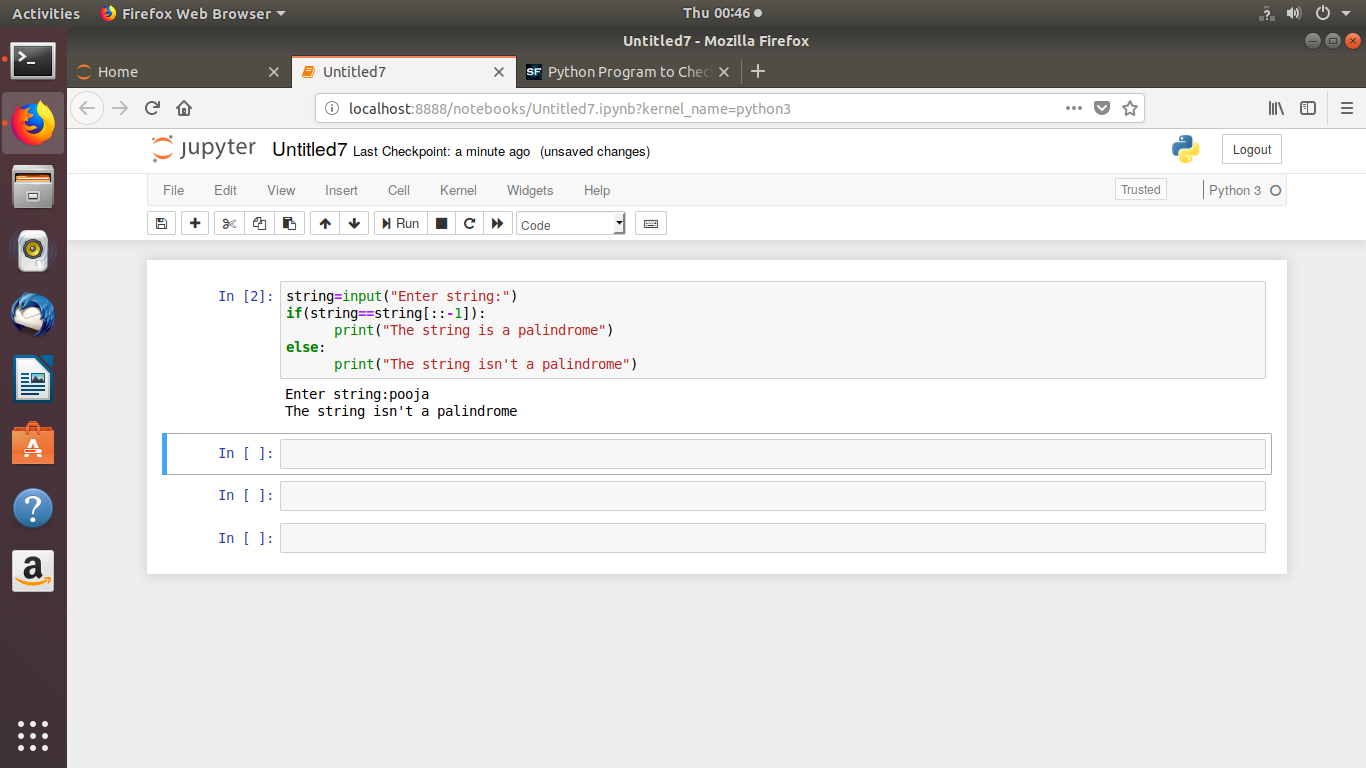 Activities
Firefox Web Browser
Thu 00:46
Untitled7 - Mozilla Firefox
Home
Untitled7
SF Python Program to Chec
localhost:8888/notebooks/Untitled7.ipynb?kernel_name=python3
jupyter Untitled7 Last Checkpoint: a minute ago (unsaved changes)
Logout
File Edit View Insert Cell Kernel Widgets Help
Trusted
Python 3
Run
Code
In [2]: string=input("Enter string:")
if(string==string[::-1]):
print("The string is a palindrome")
else:
print("The string isn't a palindrome")
Enter string:pooja
The string isn't a palindrome
In [ ]:
In [ ]:
In [ ]: